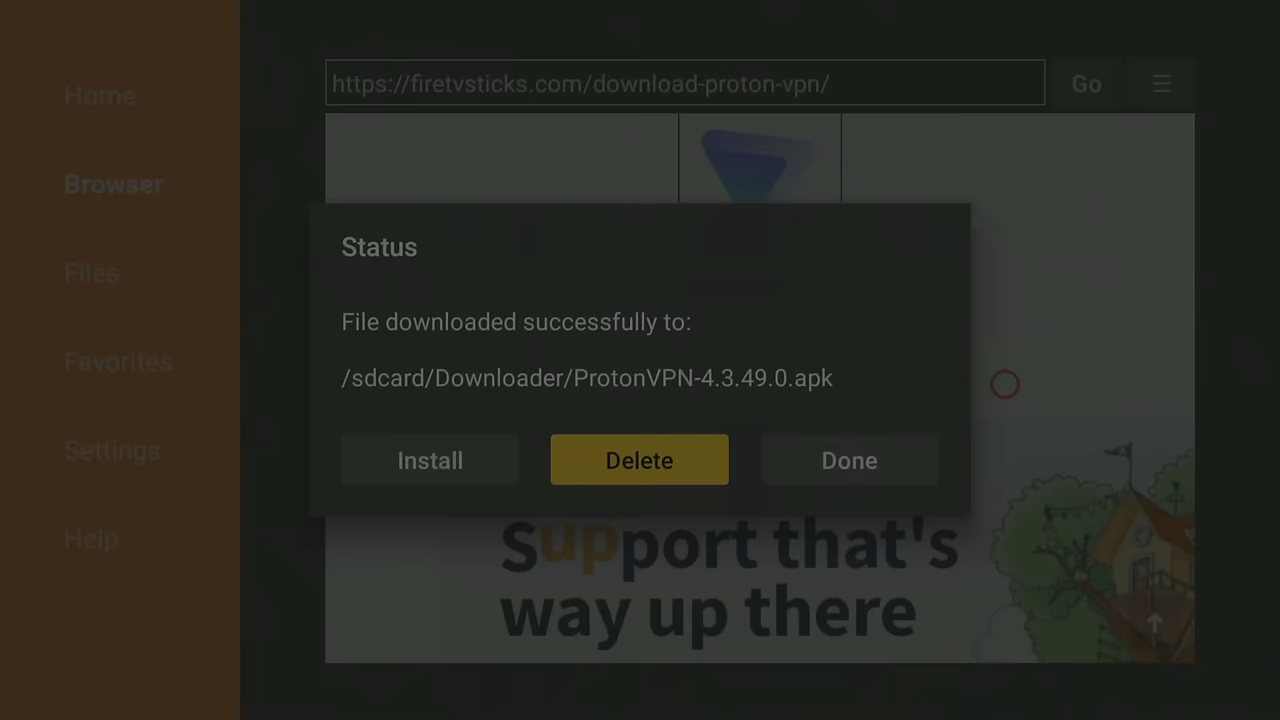 Home
Browser
Files
Favorites
Settings
Help
https://firetvsticks.com/download-proton-vpn/
Go
Status
File downloaded successfully to:
/sdcard/Downloader/ProtonVPN-4.3.49.0.apk
Install
Delete
Done
Support that's
way up there